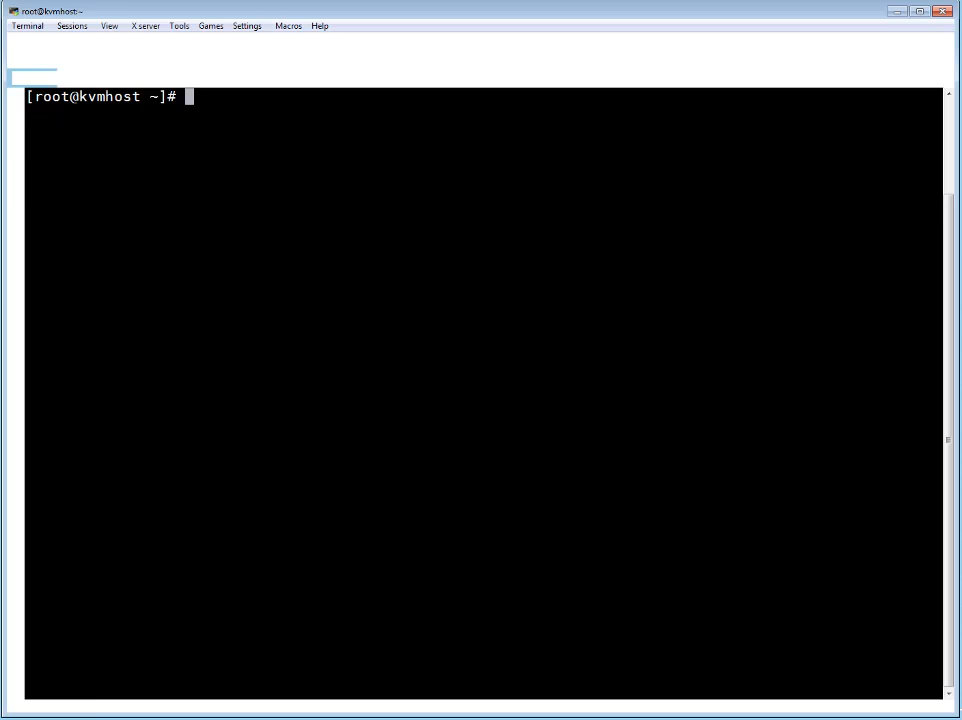 root@kvmhost:~
Terminal Sessions View X server Tools Games Settings Macros Help
[root@kvmhost ~]#